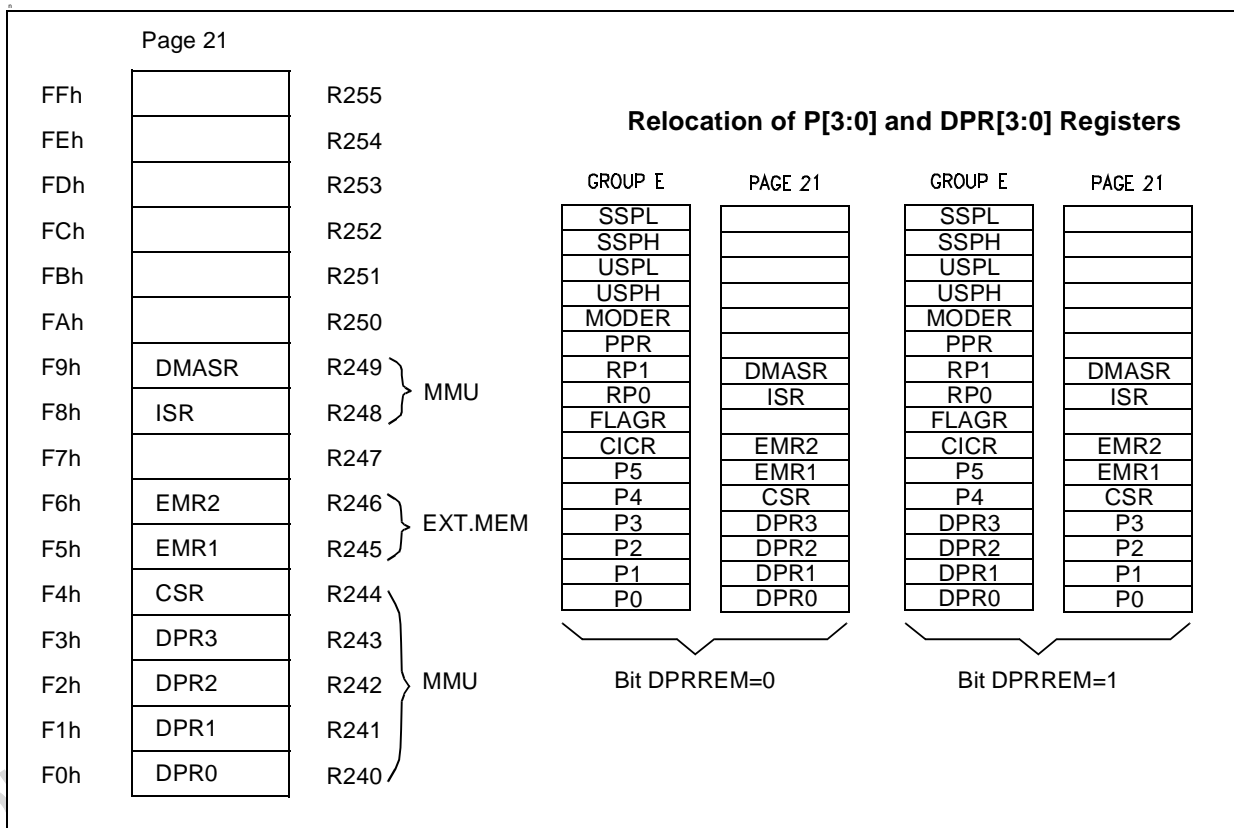 Page 21
FFh R255
FEh R254
FDh R253
FCh R252
FBh R251
FAh R250
F9h DMASR R249
F8h ISR R248
MMU
F7h R247
F6h EMR2 R246
F5h EMR1 R245
EXT.MEM
F4h CSR R244
F3h DPR3 R243
F2h DPR2 R242
F1h DPR1 R241
F0h DPR0 R240
MMU
Relocation of P[3:0] and DPR[3:0] Registers
GROUP E PAGE 21 GROUP E PAGE 21
SSPL SSPL
SSPH SSPH
USPL USPL
USPH USPH
MODER MODER
PPR PPR
RP1 DMASR RP1 DMASR
RP0 ISR RP0 ISR
FLAGR FLAGR
CICR EMR2 CICR EMR2
P5 EMR1 P5 EMR1
P4 CSR P4 CSR
P3 DPR3 DPR3 P3
P2 DPR2 DPR2 P2
P1 DPR1 DPR1 P1
P0 DPR0 DPR0 P0
Bit DPRREM=0 Bit DPRREM=1